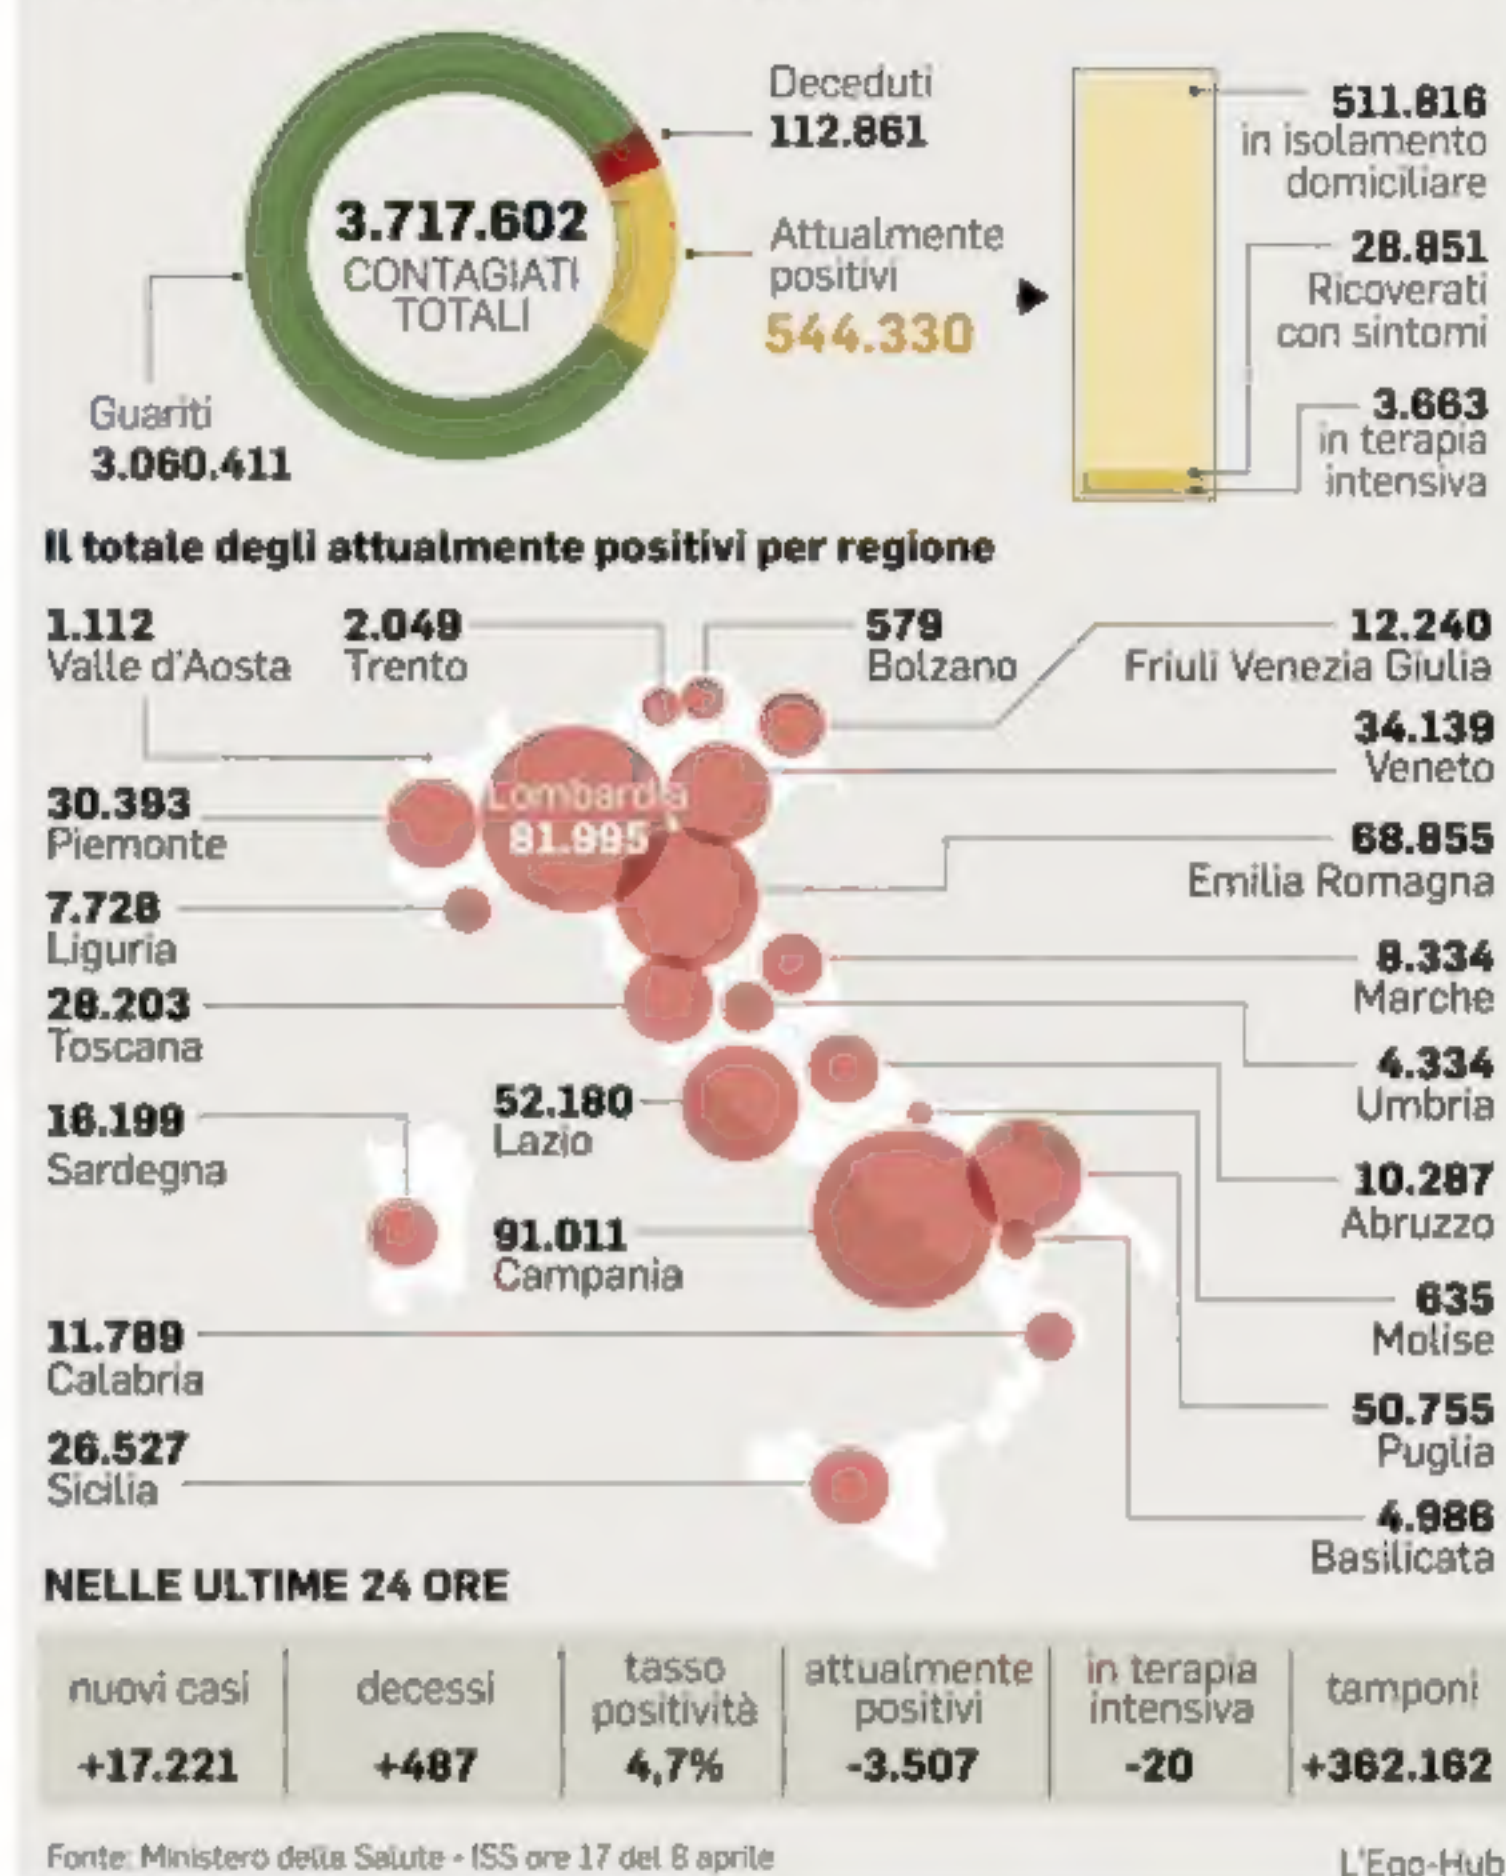 3.717.602
CONTAGIATI
TOTALI
Deceduti
112.861
Attualmente
positivi
544.330
Guariti
3.060.411
511.816
in isolamento
domiciliare
28.851
Ricoverati
con sintomi
3.663
in terapia
intensiva
Il totale degli attualmente positivi per regione
1.112
Valle d'Aosta
2.049
Trento
579
Bolzano
12.240
Friuli Venezia Giulia
34.139
Veneto
30.393
Piemonte
Lombardia
81.995
68.855
Emilia Romagna
7.728
Liguria
8.334
Marche
28.203
Toscana
4.334
Umbria
16.199
Sardegna
52.180
Lazio
10.287
Abruzzo
91.011
Campania
635
Molise
11.789
Calabria
50.755
Puglia
26.527
Sicilia
4.986
Basilicata
NELLE ULTIME 24 ORE
nuovi casi
+17.221
decessi
+487
tasso
positività
4,7%
attualmente
positivi
-3.507
in terapia
intensiva
-20
tamponi
+362.162
Fonte: Ministero della Salute - ISS ore 17 del 8 aprile
L'Ego-Hub